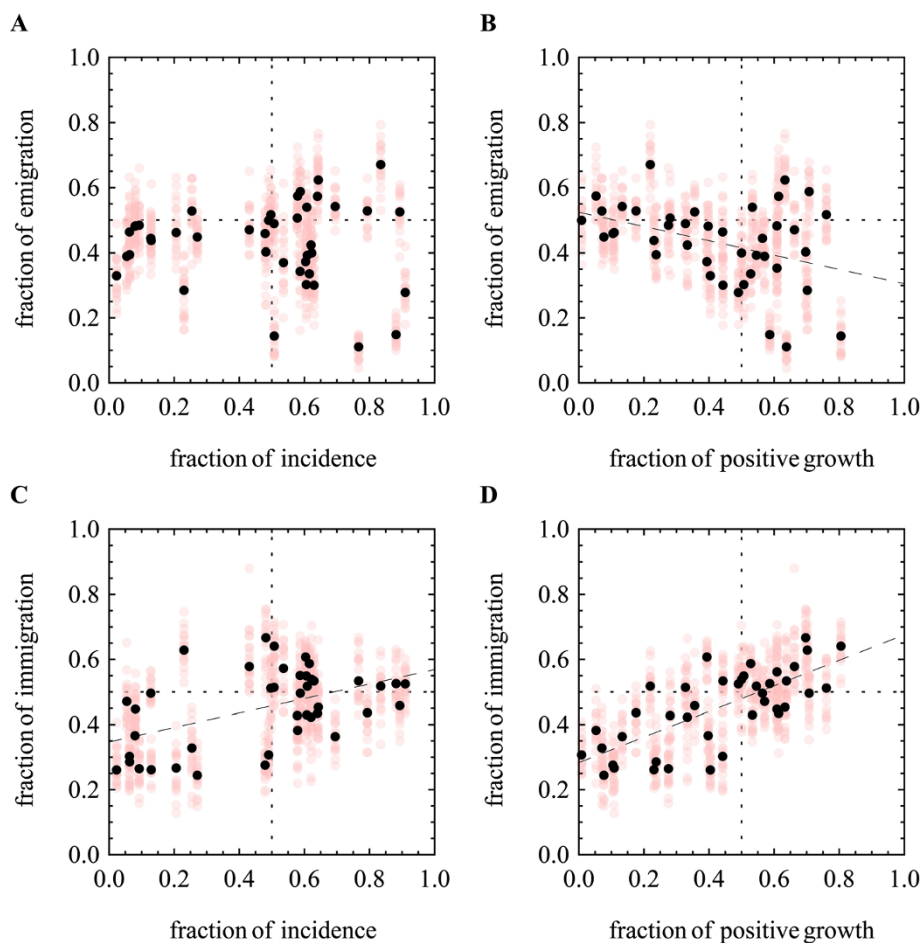 A
B
1.0
0.8
0.6
0.4
0.2
0.0
fraction of emigration
0.0 0.2 0.4 0.6 0.8 1.0
fraction of incidence
1.0
0.8
0.6
0.4
0.2
0.0
fraction of emigration
0.0 0.2 0.4 0.6 0.8 1.0
fraction of positive growth
C
D
1.0
0.8
0.6
0.4
0.2
0.0
fraction of immigration
0.0 0.2 0.4 0.6 0.8 1.0
fraction of incidence
1.0
0.8
0.6
0.4
0.2
0.0
fraction of immigration
0.0 0.2 0.4 0.6 0.8 1.0
fraction of positive growth